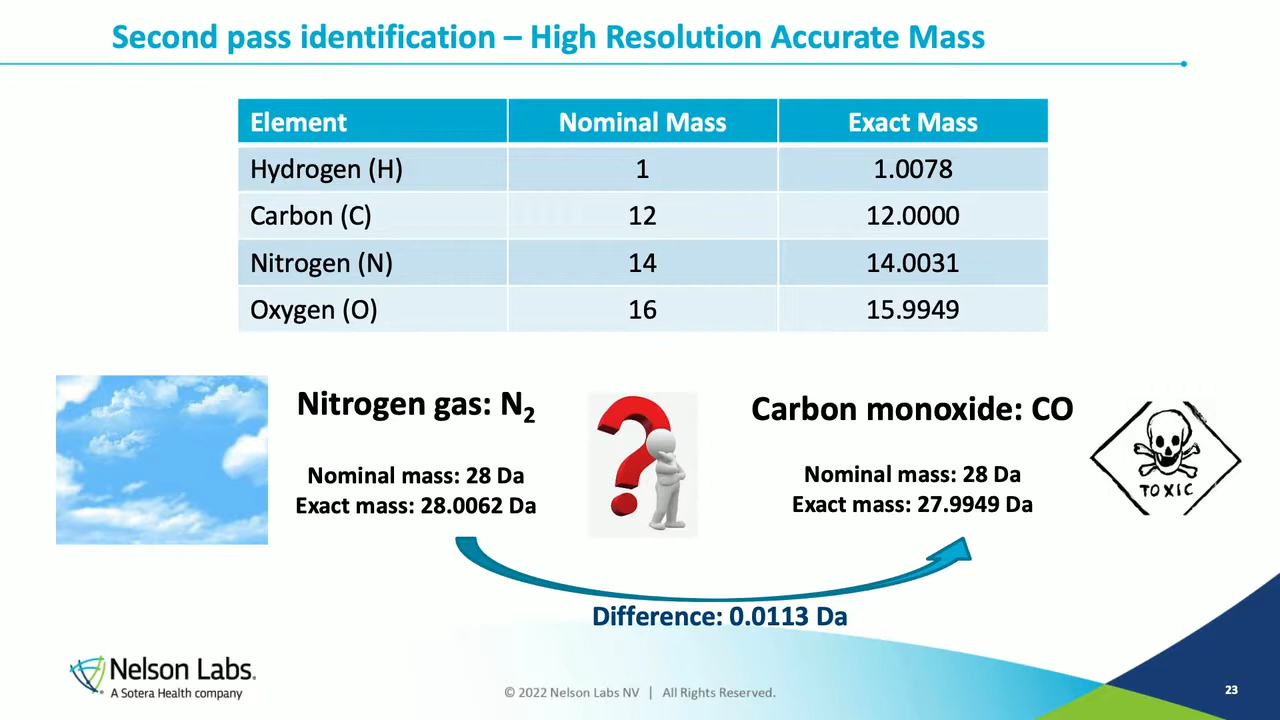 Second pass identification – High Resolution Accurate Mass
Element Nominal Mass Exact Mass
Hydrogen (H) 1 1.0078
Carbon (C) 12 12.0000
Nitrogen (N) 14 14.0031
Oxygen (O) 16 15.9949
Nitrogen gas: N₂
Nominal mass: 28 Da
Exact mass: 28.0062 Da
Carbon monoxide: CO
Nominal mass: 28 Da
Exact mass: 27.9949 Da
TOXIC
Difference: 0.0113 Da
Nelson Labs.
A Sotera Health company
© 2022 Nelson Labs NV | All Rights Reserved.
23